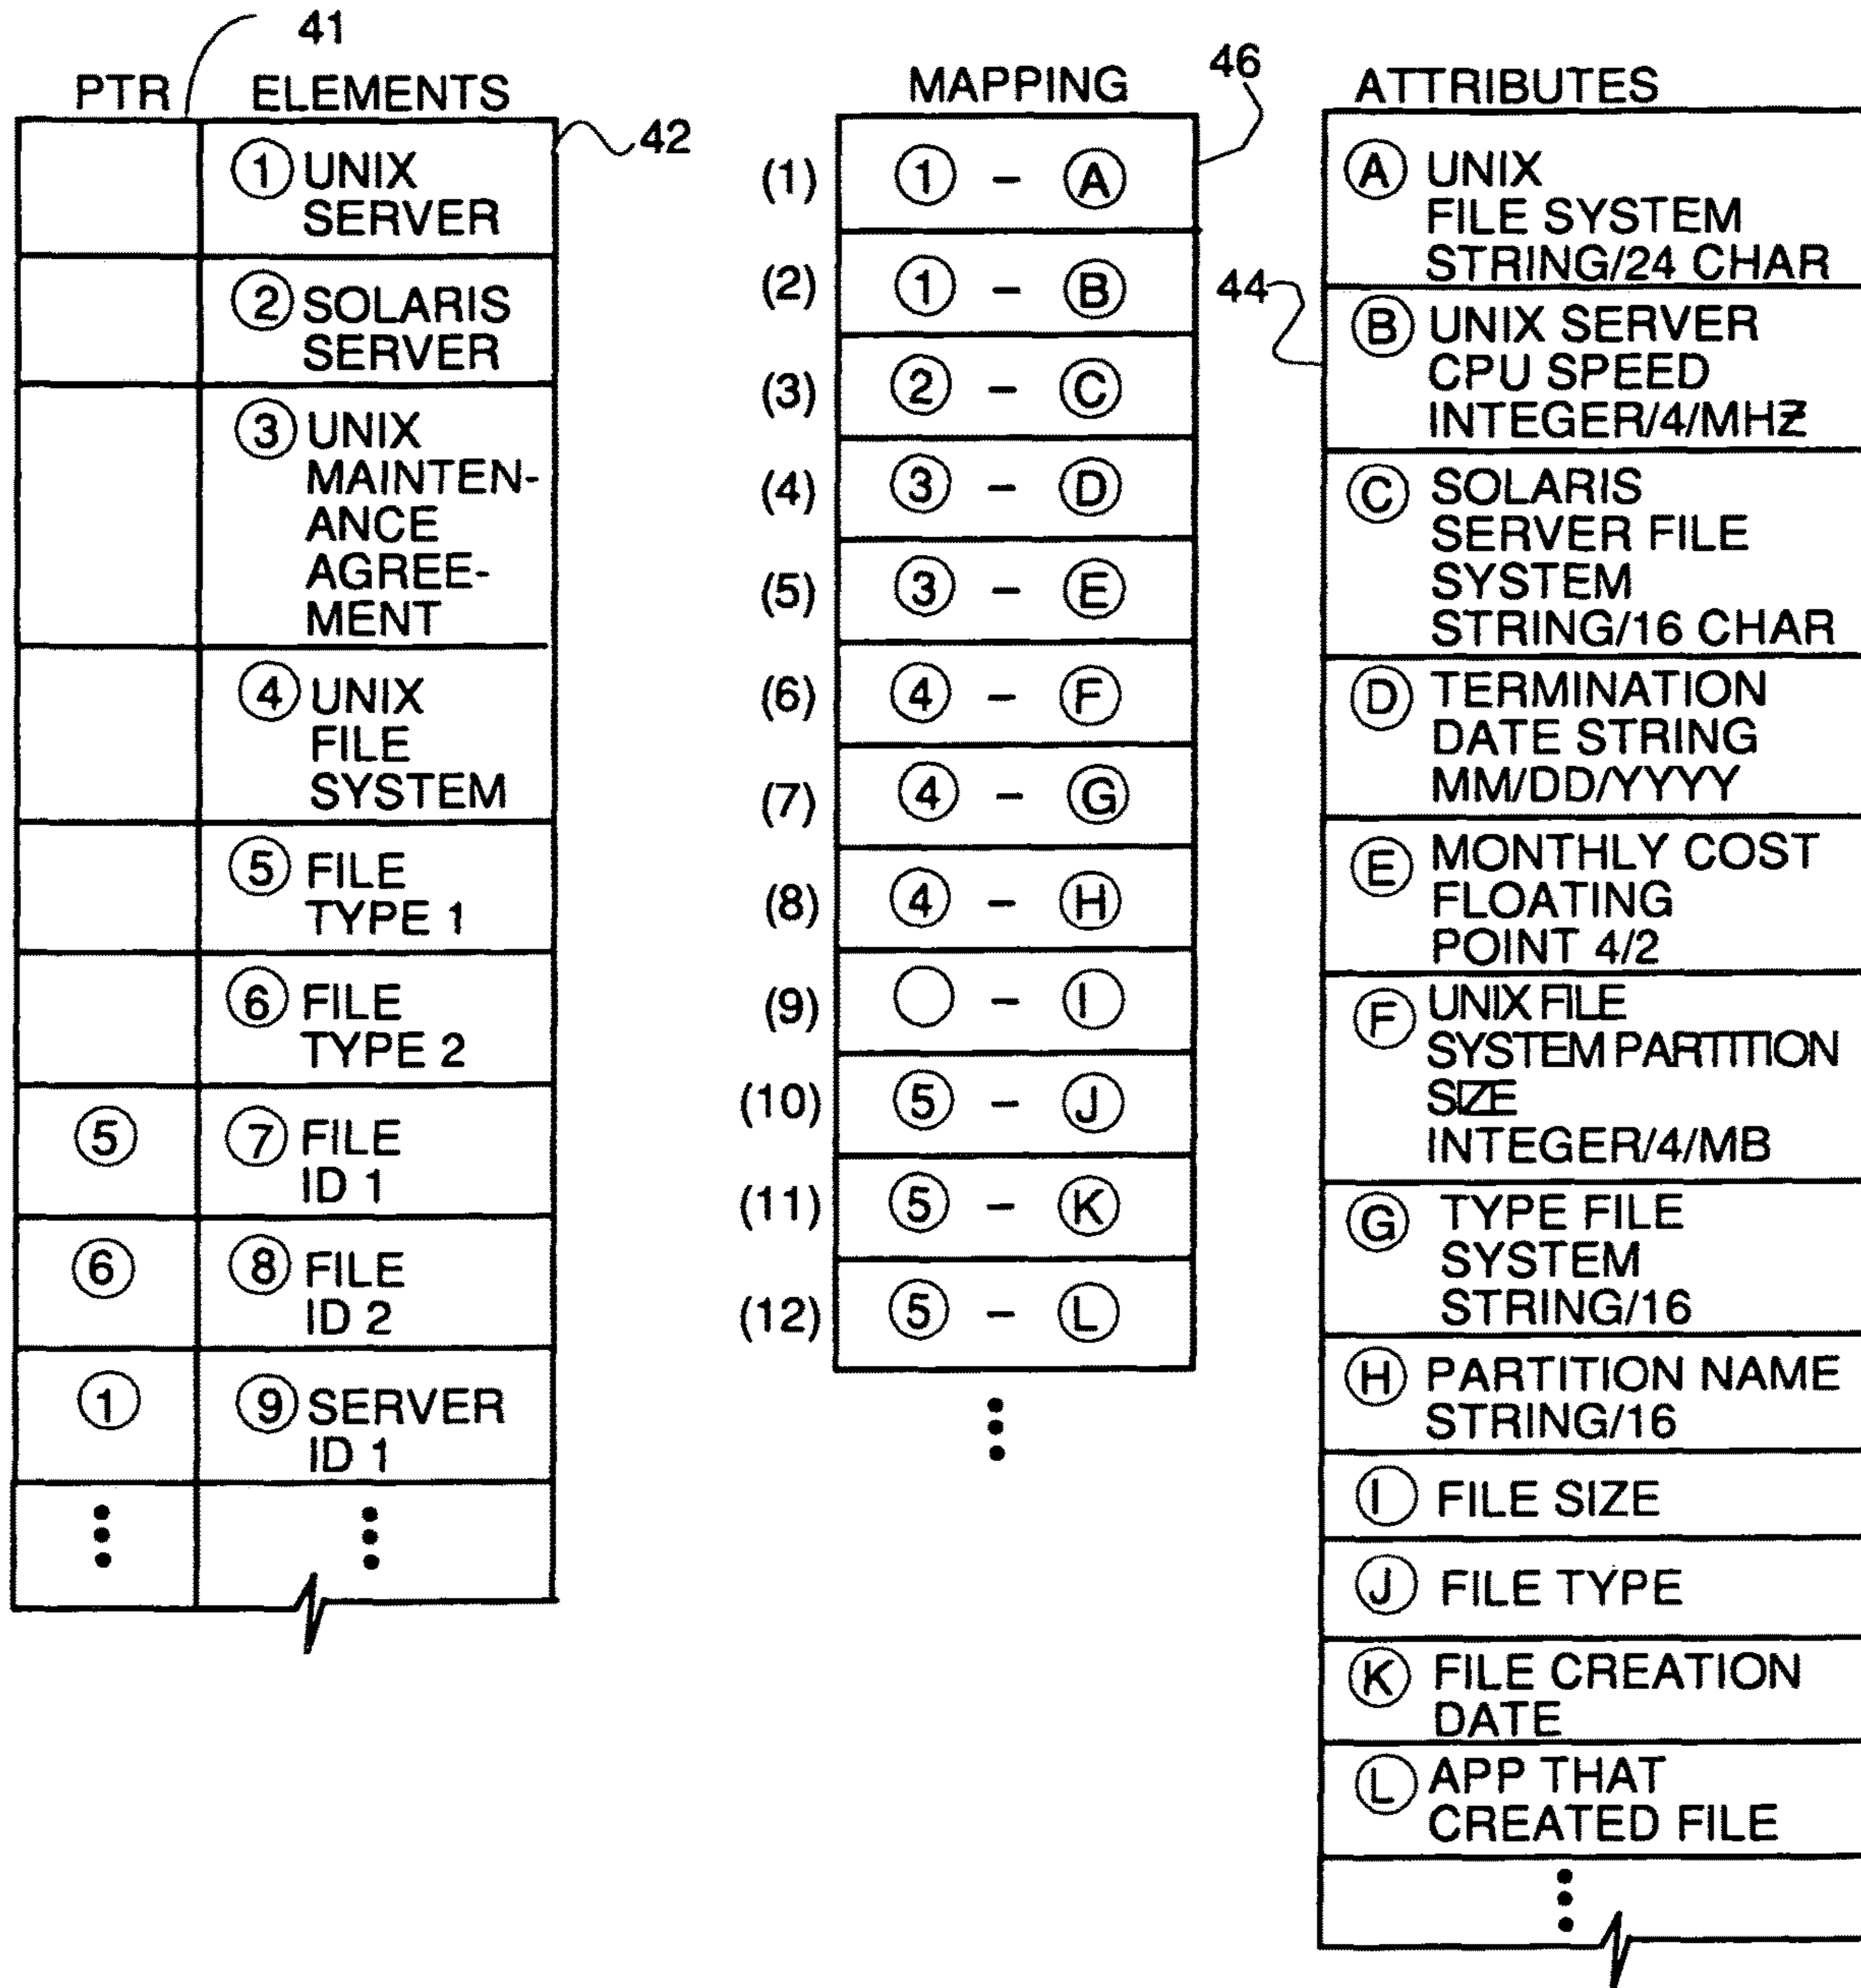 41
PTR ELEMENTS
42
1 UNIX
SERVER
2 SOLARIS
SERVER
3 UNIX
MAINTEN-
ANCE
AGREE-
MENT
4 UNIX
FILE
SYSTEM
5 FILE
TYPE 1
6 FILE
TYPE 2
5 7 FILE
ID 1
6 8 FILE
ID 2
1 9 SERVER
ID 1
MAPPING
46
(1) 1 - A
(2) 1 - B
(3) 2 - C
(4) 3 - D
(5) 3 - E
(6) 4 - F
(7) 4 - G
(8) 4 - H
(9) - I
(10) 5 - J
(11) 5 - K
(12) 5 - L
ATTRIBUTES
44
A UNIX
FILE SYSTEM
STRING/24 CHAR
B UNIX SERVER
CPU SPEED
INTEGER/4/MHZ
C SOLARIS
SERVER FILE
SYSTEM
STRING/16 CHAR
D TERMINATION
DATE STRING
MM/DD/YYYY
E MONTHLY COST
FLOATING
POINT 4/2
F UNIX FILE
SYSTEM PARTITION
SIZE
INTEGER/4/MB
G TYPE FILE
SYSTEM
STRING/16
H PARTITION NAME
STRING/16
I FILE SIZE
J FILE TYPE
K FILE CREATION
DATE
L APP THAT
CREATED FILE